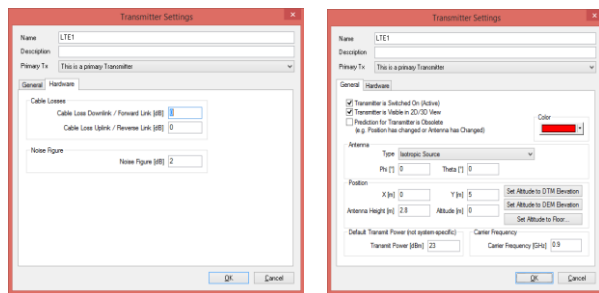 Transmitter Settings
Name LTE1
Description
Primary Tx This is a primary Transmitter
General Hardware
Cable Losses
Cable Loss Downlink / Forward Link [dB] 0
Cable Loss Uplink / Reverse Link [dB] 0
Noise Figure
Noise Figure [dB] 2
OK Cancel
Transmitter Settings
Name LTE1
Description
Primary Tx This is a primary Transmitter
General Hardware
Transmitter is Switched On (Active)
Transmitter is Visible in 2D/3D View
Prediction for Transmitter is Obsolete
(e.g. Position has changed or Antenna has Changed)
Color
Antenna
Type Isotropic Source
Phi [°] 0 Theta [°] 0
Position
X [m] 0 Y [m] 5 Set Altitude to DTM Elevation
Set Altitude to DEM Elevation
Antenna Height [m] 2.8 Altitude [m] 0
Set Altitude to Floor...
Default Transmit Power (not system-specific) Carrier Frequency
Transmit Power [dBm] 23 Carrier Frequency [GHz] 0.9
OK Cancel